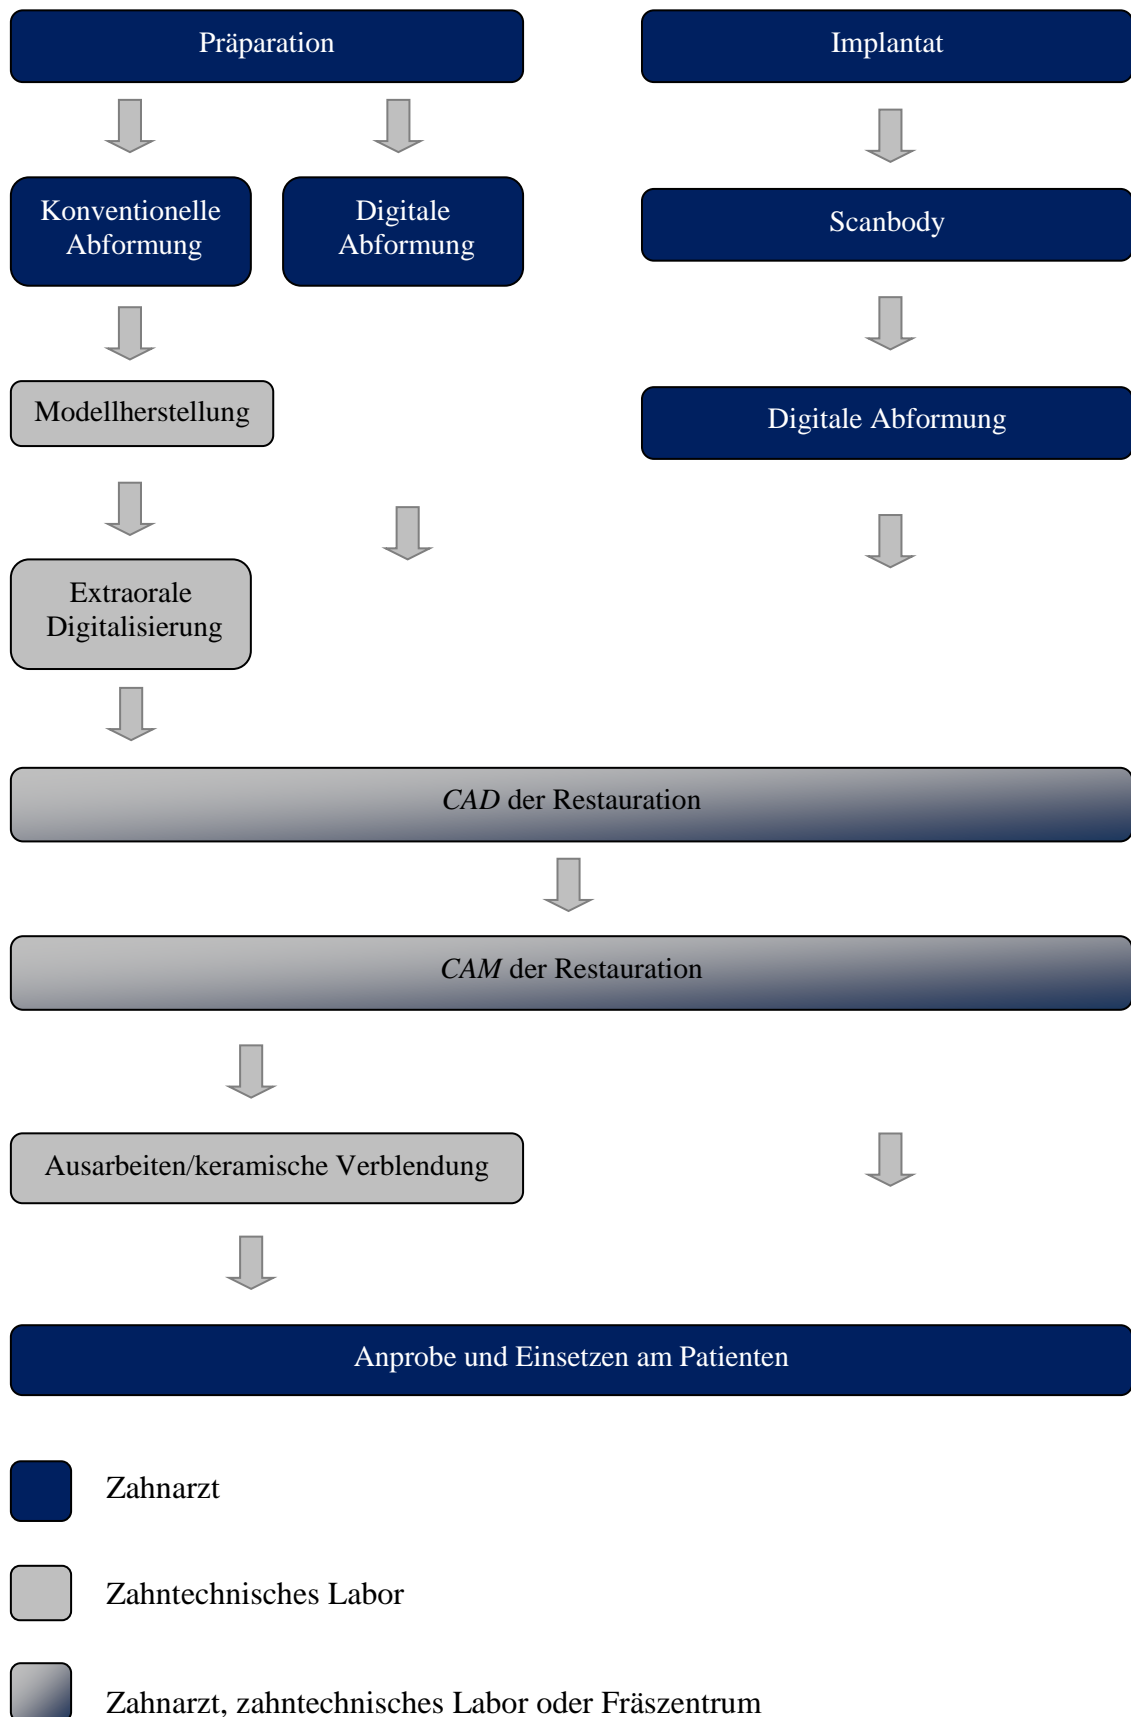 Präparation
Implantat
Konventionelle
Abformung
Digitale
Abformung
Scanbody
Modellherstellung
Digitale Abformung
Extraorale
Digitalisierung
CAD der Restauration
CAM der Restauration
Ausarbeiten/keramische Verblendung
Anprobe und Einsetzen am Patienten
Zahnarzt
Zahntechnisches Labor
Zahnarzt, zahntechnisches Labor oder Fräszentrum